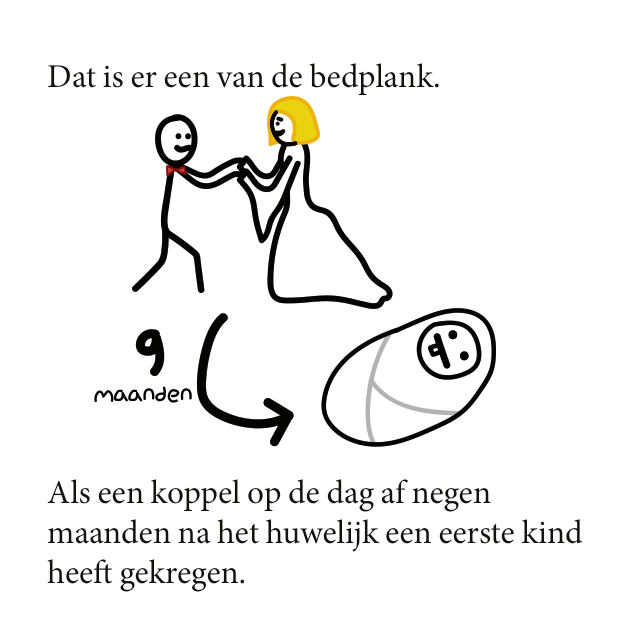 Dat is er een van de bedplank.
9
maanden
Als een koppel op de dag af negen
maanden na het huwelijk een eerste kind
heeft gekregen.